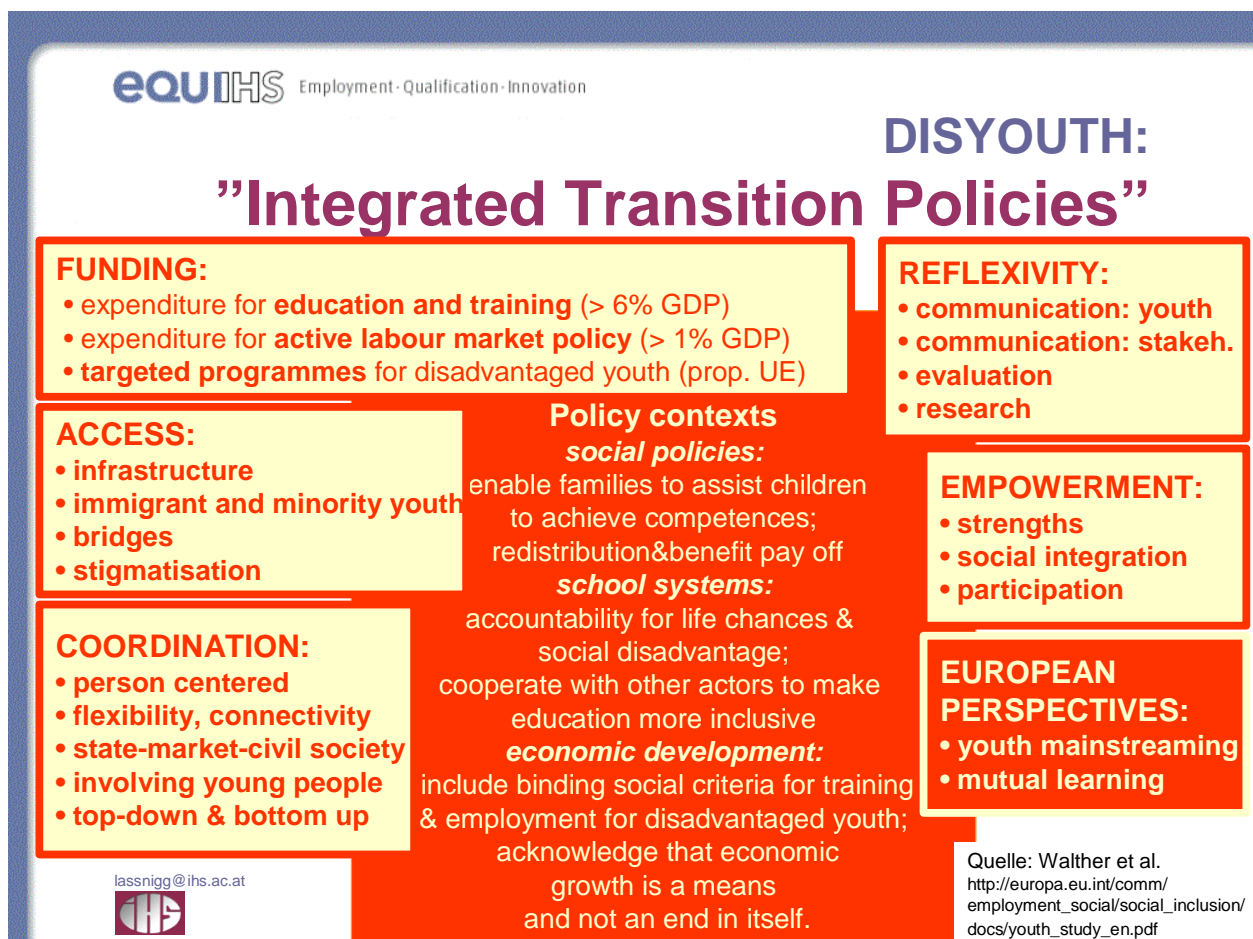 equiIHS Employment-Qualification-Innovation
DISYOUTH:
”Integrated Transition Policies”
FUNDING:
• expenditure for education and training (> 6% GDP)
• expenditure for active labour market policy (> 1% GDP)
• targeted programmes for disadvantaged youth (prop. UE)
ACCESS:
• infrastructure
• immigrant and minority youth
• bridges
• stigmatisation
COORDINATION:
• person centered
• flexibility, connectivity
• state-market-civil society
• involving young people
• top-down & bottom up
Policy contexts
social policies:
enable families to assist children
to achieve competences;
redistribution&benefit pay off
school systems:
accountability for life chances &
social disadvantage;
cooperate with other actors to make
education more inclusive
economic development:
include binding social criteria for training
& employment for disadvantaged youth;
acknowledge that economic
growth is a means
and not an end in itself.
REFLEXIVITY:
• communication: youth
• communication: stakeh.
• evaluation
• research
EMPOWERMENT:
• strengths
• social integration
• participation
EUROPEAN
PERSPECTIVES:
• youth mainstreaming
• mutual learning
lassnigg@ihs.ac.at
IHS
Quelle: Walther et al.
http://europa.eu.int/comm/
employment_social/social_inclusion/
docs/youth_study_en.pdf